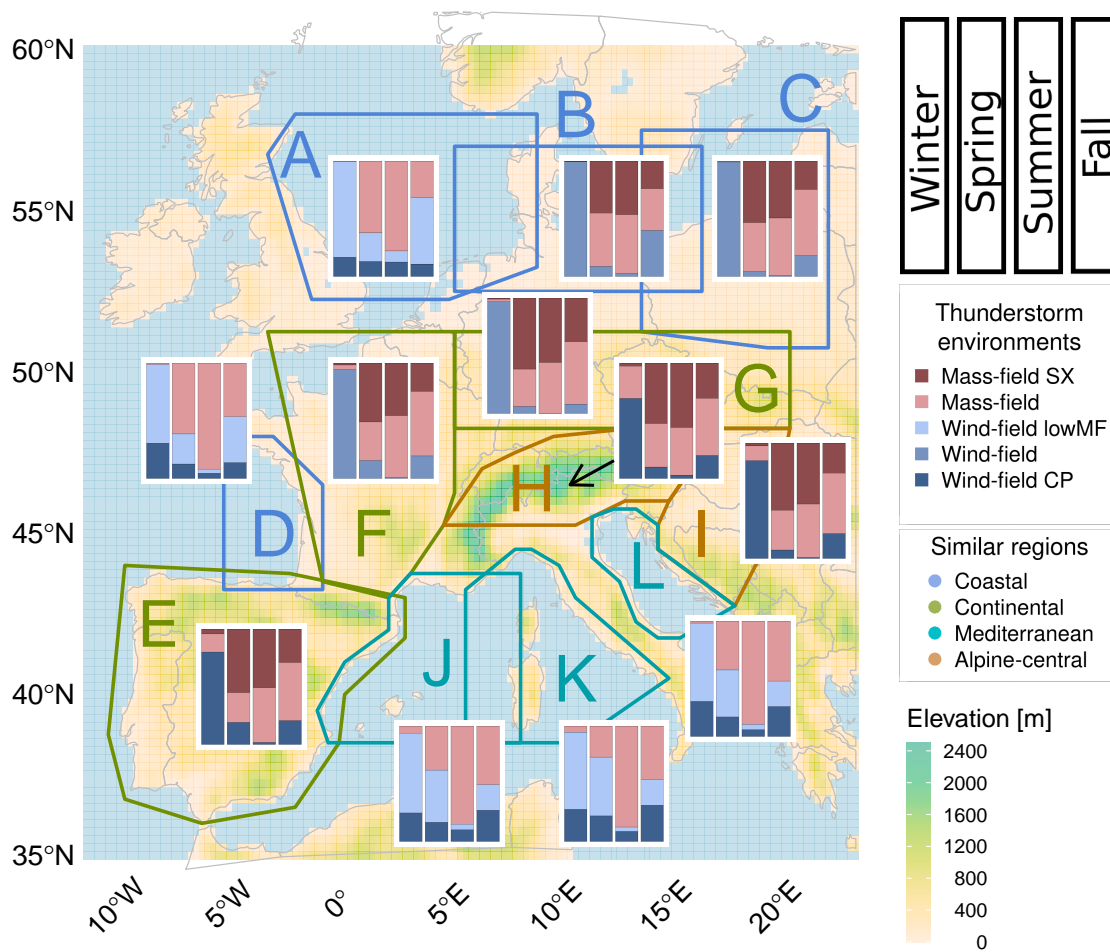 60°N
55°N
50°N
45°N
40°N
35°N
10°W
5°W
0°
5°E
10°E
15°E
20°E
A
B
C
D
E
F
G
H
I
J
K
L
Winter
Spring
Summer
Fall
Thunderstorm
environments
Mass-field SX
Mass-field
Wind-field lowMF
Wind-field
Wind-field CP
Similar regions
Coastal
Continental
Mediterranean
Alpine-central
Elevation [m]
2400
2000
1600
1200
800
400
0